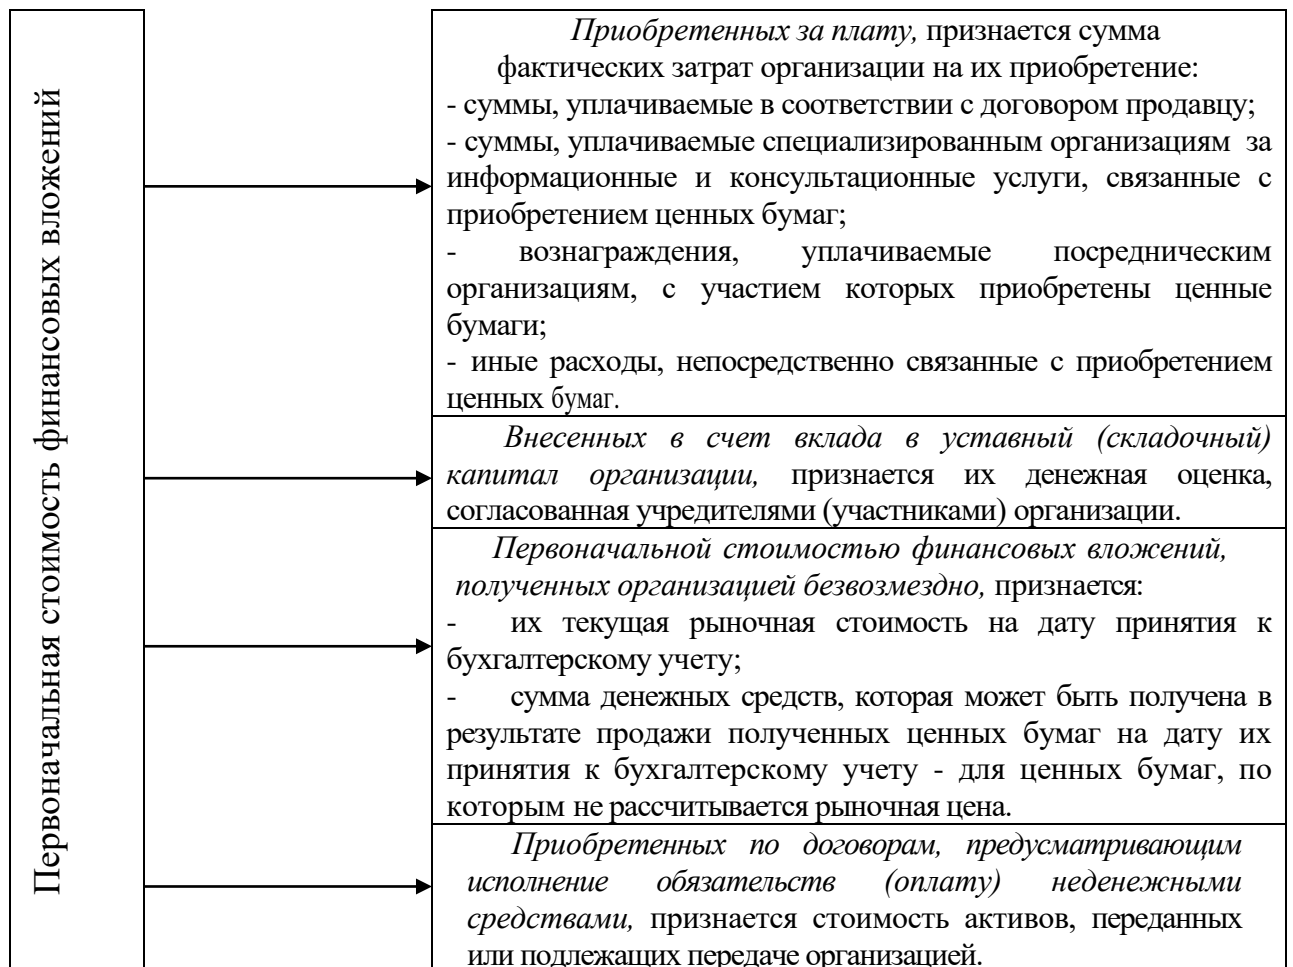 Первоначальная стоимость финансовых вложений
Приобретенных за плату, признается сумма
фактических затрат организации на их приобретение:
- суммы, уплачиваемые в соответствии с договором продавцу;
- суммы, уплачиваемые специализированным организациям за
информационные и консультационные услуги, связанные с
приобретением ценных бумаг;
- вознаграждения, уплачиваемые посредническим
организациям, с участием которых приобретены ценные
бумаги;
- иные расходы, непосредственно связанные с приобретением
ценных бумаг.
Внесенных в счет вклада в уставный (складочный)
капитал организации, признается их денежная оценка,
согласованная учредителями (участниками) организации.
Первоначальной стоимостью финансовых вложений,
полученных организацией безвозмездно, признается:
- их текущая рыночная стоимость на дату принятия к
бухгалтерскому учету;
- сумма денежных средств, которая может быть получена в
результате продажи полученных ценных бумаг на дату их
принятия к бухгалтерскому учету - для ценных бумаг, по
которым не рассчитывается рыночная цена.
Приобретенных по договорам, предусматривающим
исполнение обязательств (оплату) неденежными
средствами, признается стоимость активов, переданных
или подлежащих передаче организацией.